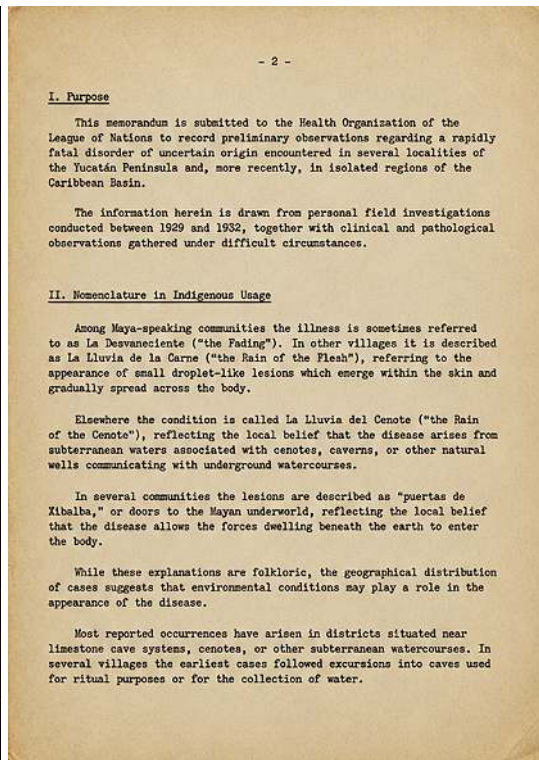 - 2 -
I. Purpose
This memorandum is submitted to the Health Organization of the
League of Nations to record preliminary observations regarding a rapidly
fatal disorder of uncertain origin encountered in several localities of
the Yucatán Peninsula and, more recently, in isolated regions of the
Caribbean Basin.
The information herein is drawn from personal field investigations
conducted between 1929 and 1932, together with clinical and pathological
observations gathered under difficult circumstances.
II. Nomenclature in Indigenous Usage
Among Maya-speaking communities the illness is sometimes referred
to as La Desvaneciente ("the Fading"). In other villages it is described
as La Lluvia de la Carne ("the Rain of the Flesh"), referring to the
appearance of small droplet-like lesions which emerge within the skin and
gradually spread across the body.
Elsewhere the condition is called La Lluvia del Cenote ("the Rain
of the Cenote"), reflecting the local belief that the disease arises from
subterranean waters associated with cenotes, caverns, or other natural
wells communicating with underground watercourses.
In several communities the lesions are described as "puertas de
Xibalba," or doors to the Mayan underworld, reflecting the local belief
that the disease allows the forces dwelling beneath the earth to enter
the body.
While these explanations are folkloric, the geographical distribution
of cases suggests that environmental conditions may play a role in the
appearance of the disease.
Most reported occurrences have arisen in districts situated near
limestone cave systems, cenotes, or other subterranean watercourses. In
several villages the earliest cases followed excursions into caves used
for ritual purposes or for the collection of water.